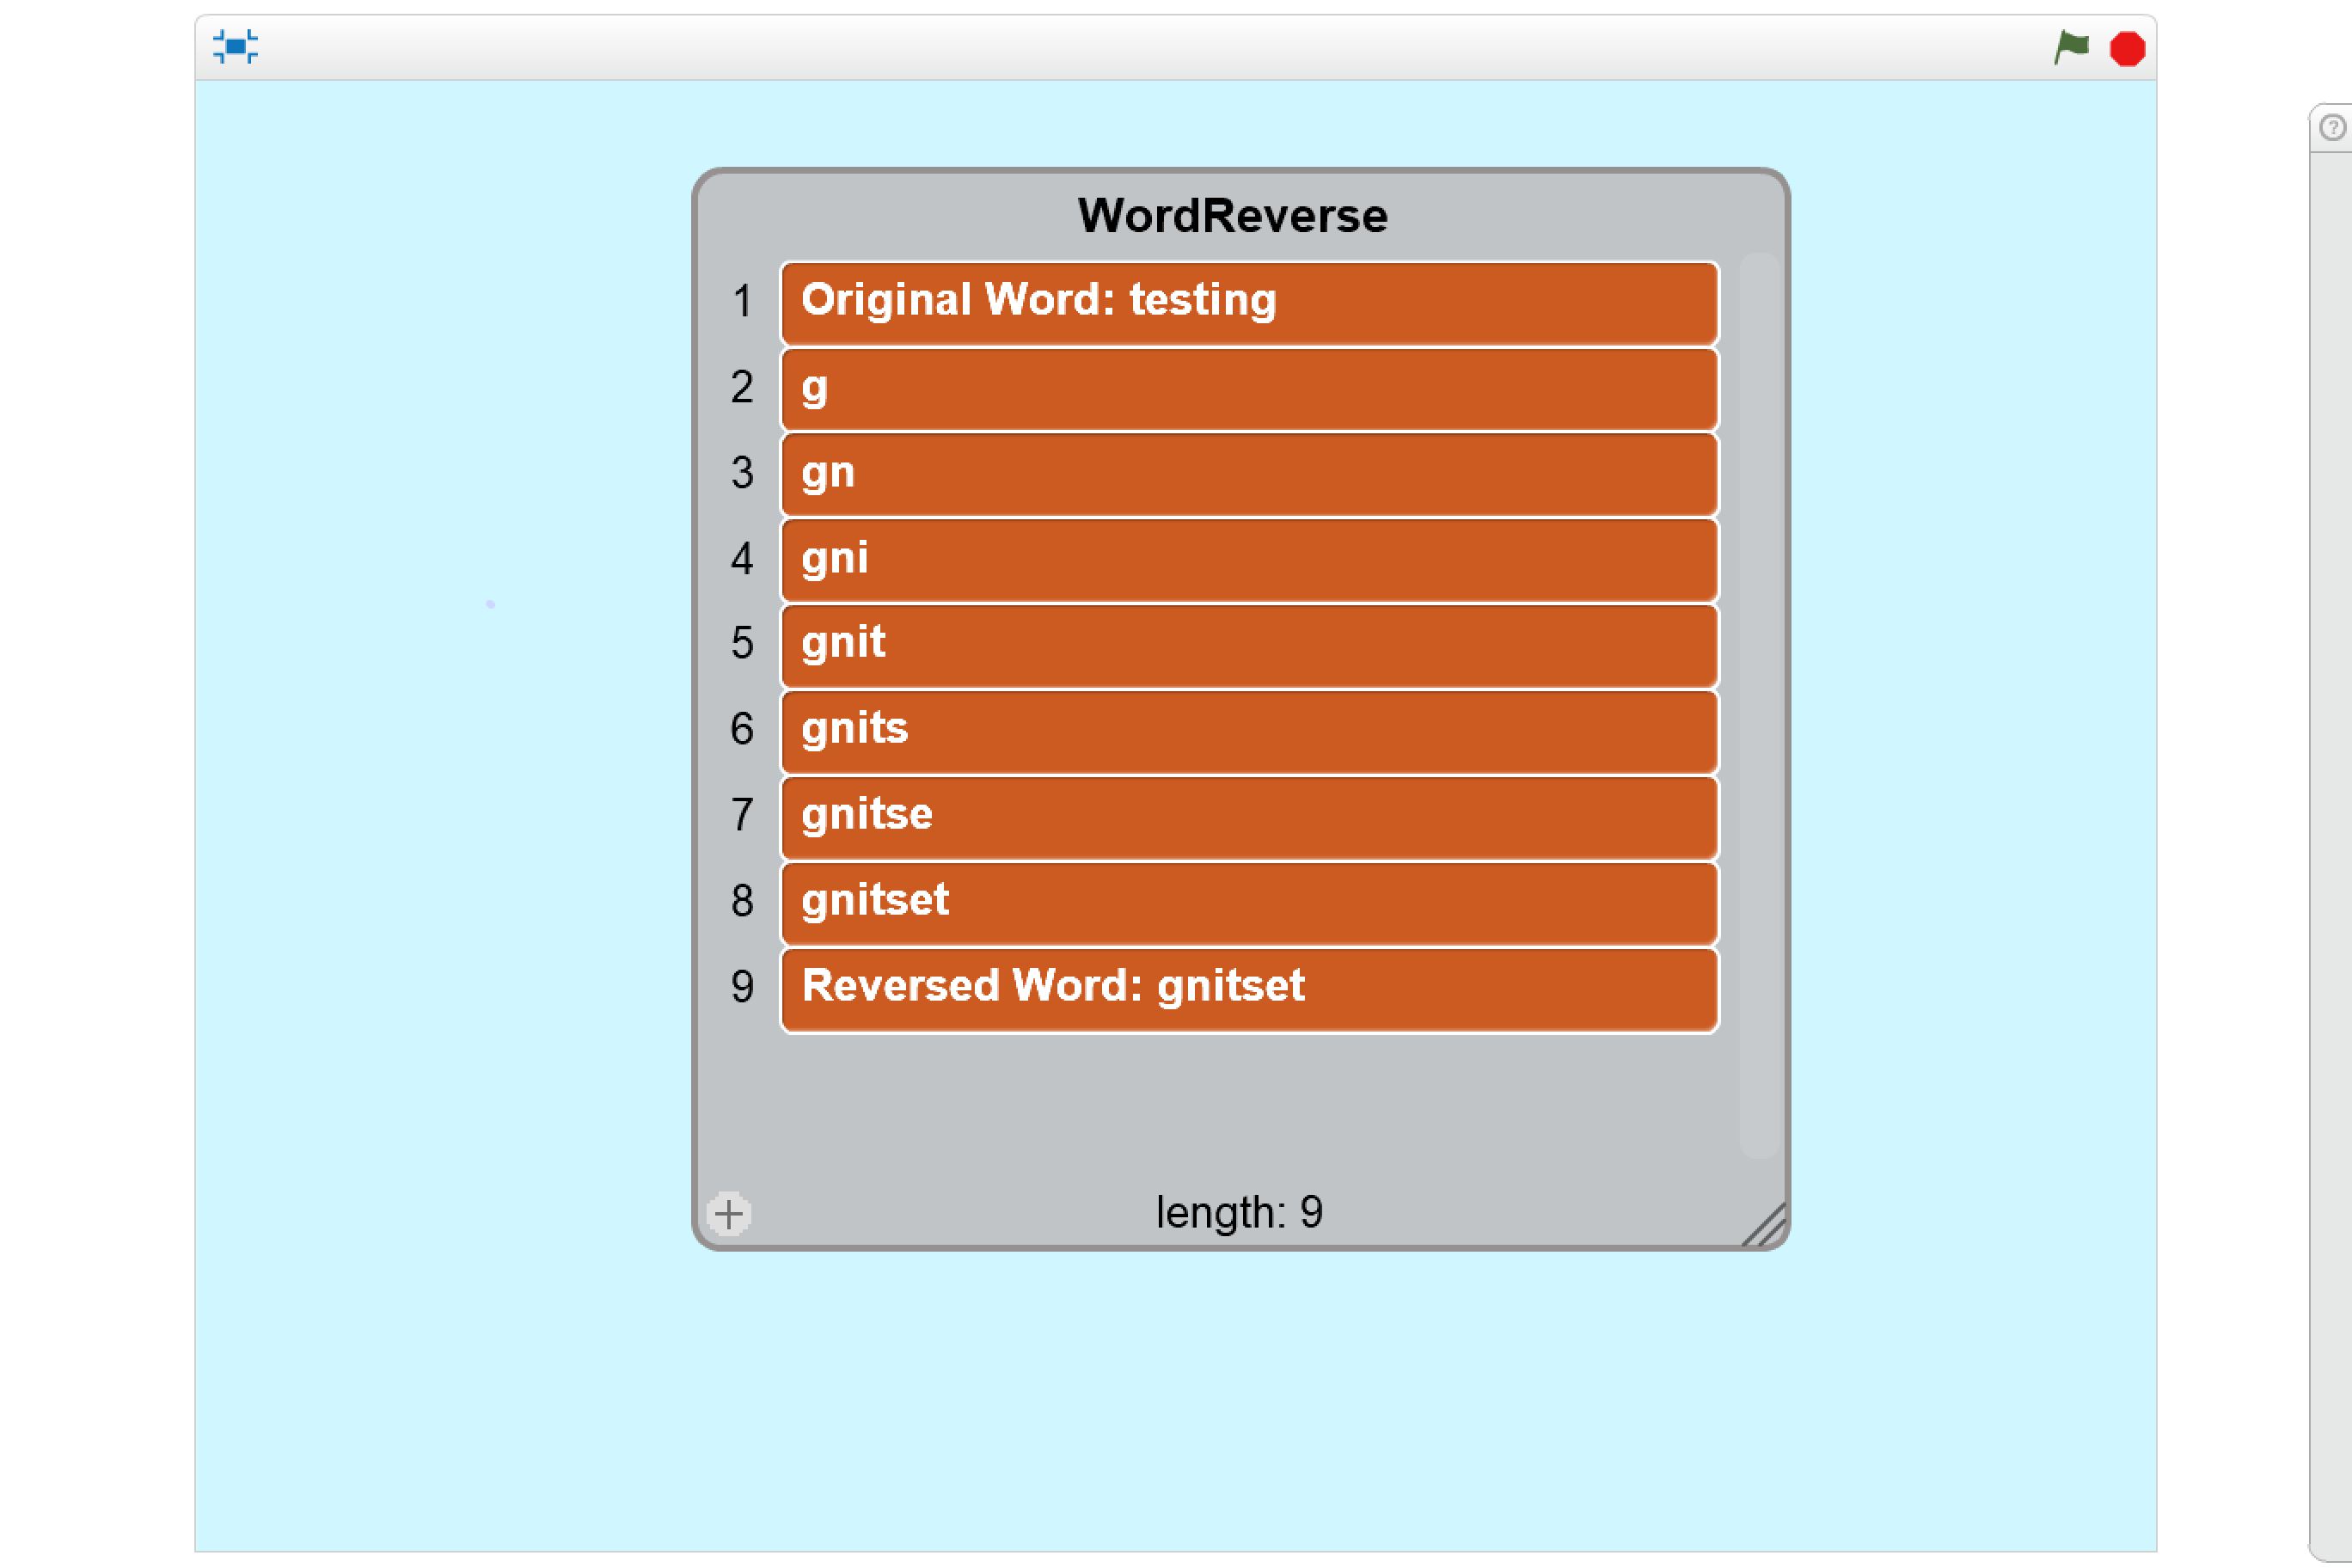 WordReverse
1 Original Word: testing
2 g
3 gn
4 gni
5 gnit
6 gnits
7 gnitse
8 gnitset
9 Reversed Word: gnitset
+ length: 9
?